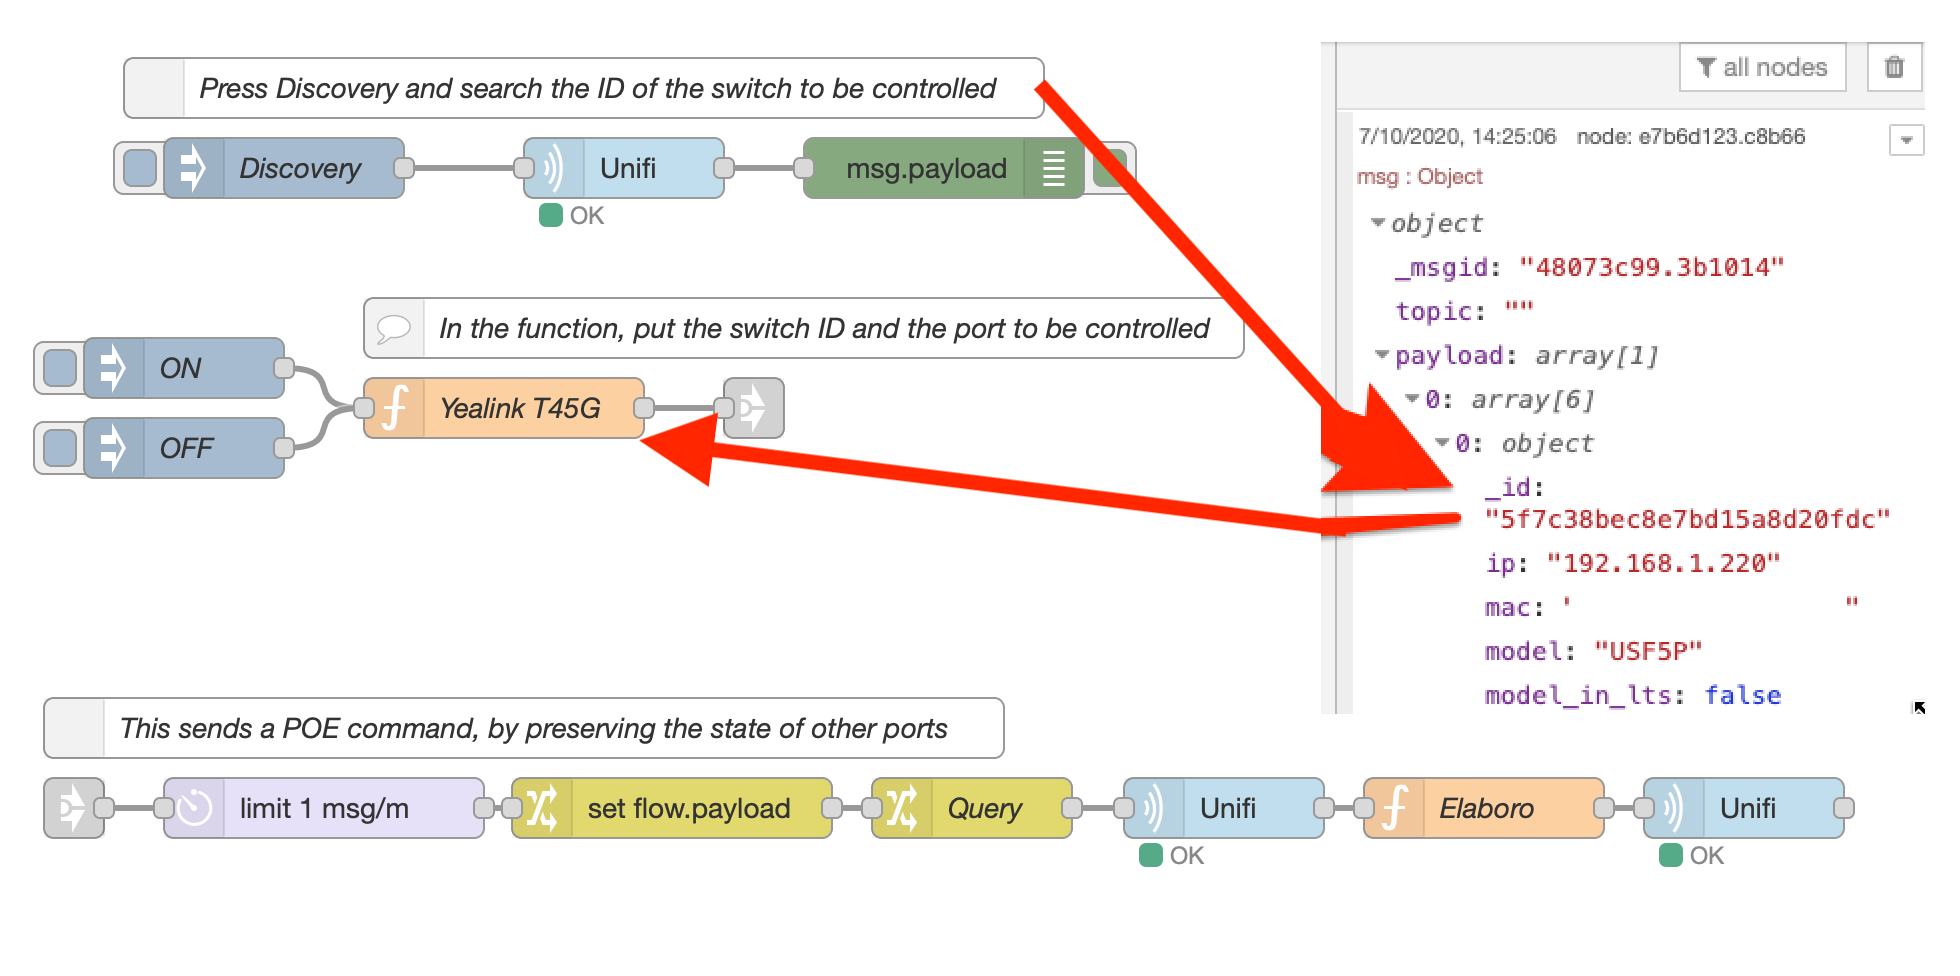 Press Discovery and search the ID of the switch to be controlled
Discovery
Unifi
msg.payload
OK
In the function, put the switch ID and the port to be controlled
ON
OFF
Yealink T45G
all nodes
7/10/2020, 14:25:06 node: e7b6d123.c8b66
msg : Object
object
_msgid: "48073c99.3b1014"
topic: ""
payload: array[1]
0: array[6]
0: object
_id:
"5f7c38bec8e7bd15a8d20fdc"
ip: "192.168.1.220"
mac: ' "
model: "USF5P"
model_in_lts: false
This sends a POE command, by preserving the state of other ports
limit 1 msg/m
set flow.payload
Query
Unifi
Elaboro
Unifi
OK
OK